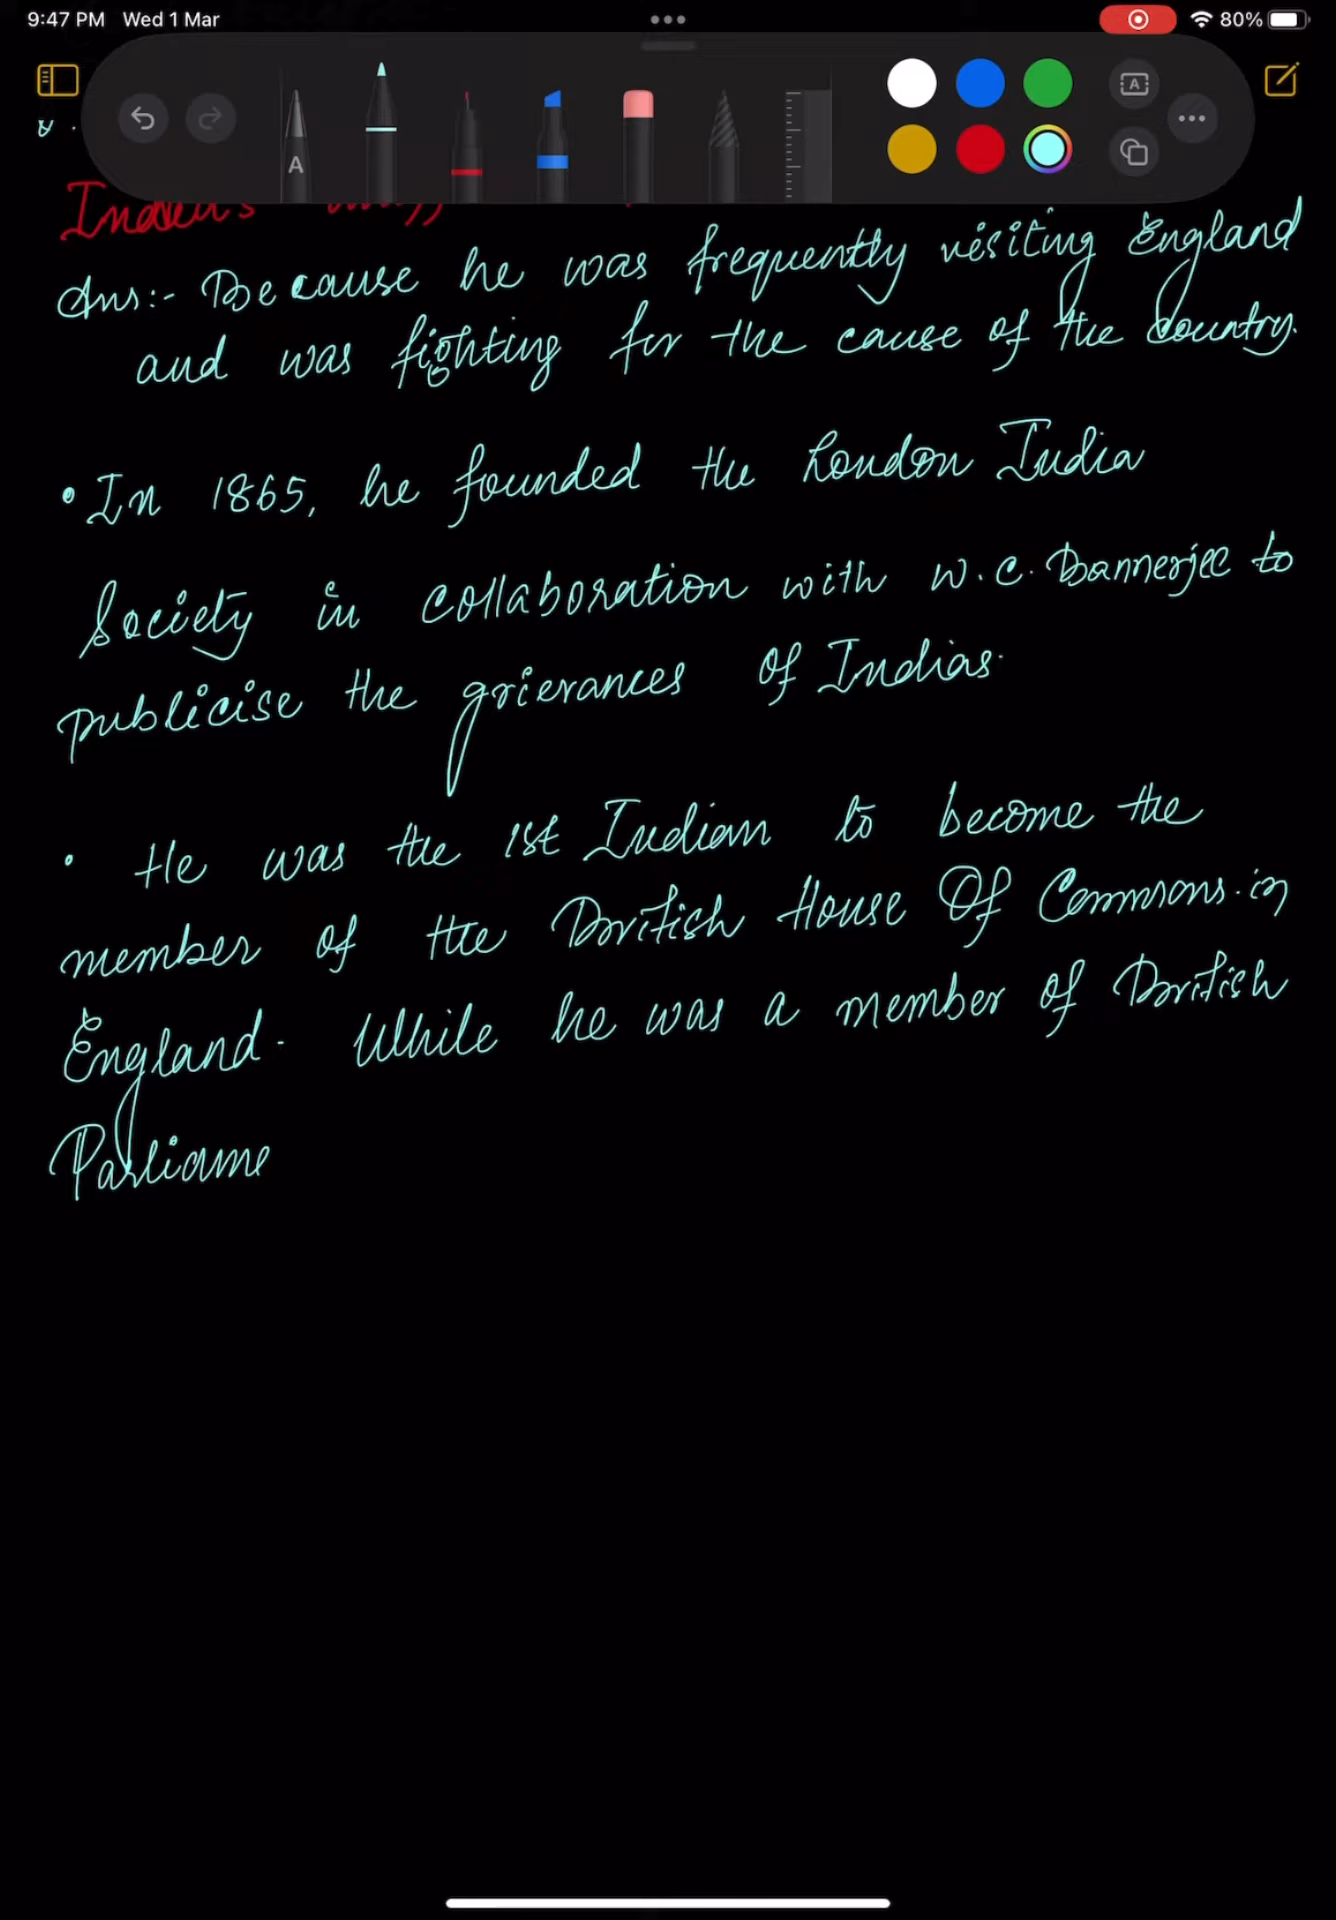 9:47 PM Wed 1 Mar
80%
A
A
India's
Ans:- Because he was frequently visiting England
and was fighting for the cause of the country.
• In 1865, he founded the London India
Society in collaboration with W.C. Bannerjee to
publicise the grievances of Indias.
• He was the 1st Indian to become the
member of the British House Of Commons. in
England. While he was a member of British
Parliame